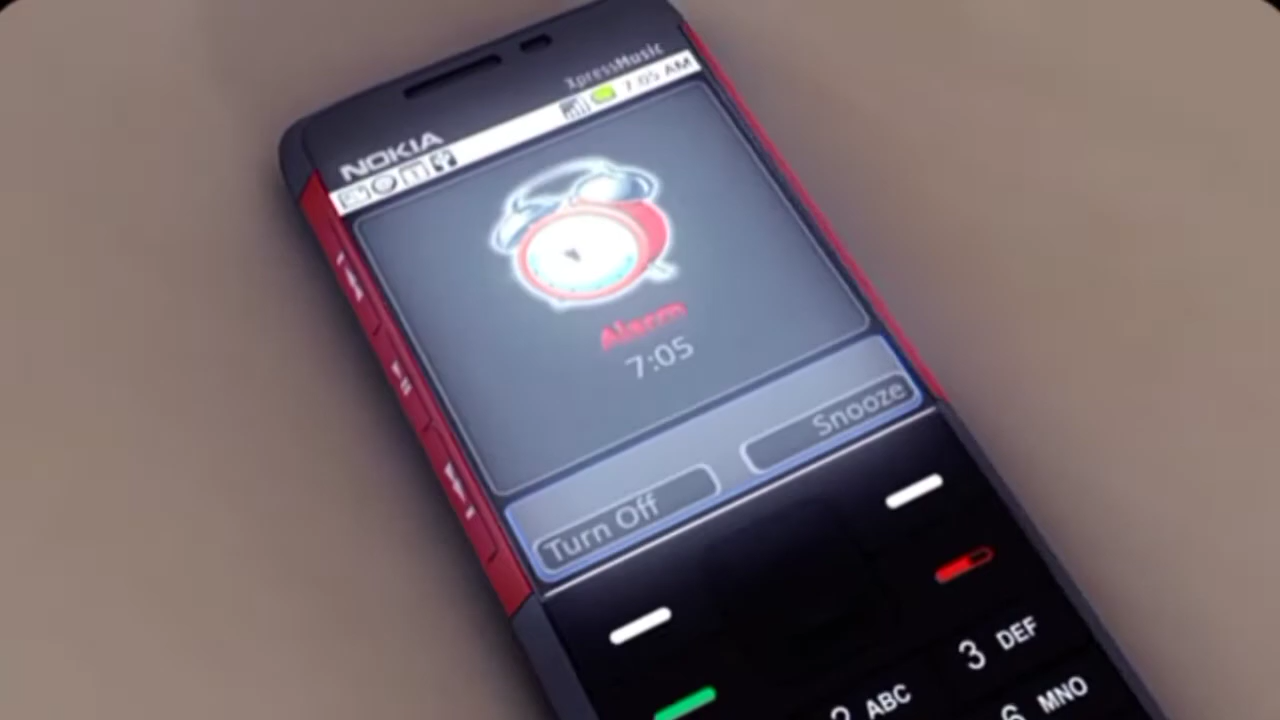 XpressMusic
NOKIA
7:05 AM
Alarm
7:05
Snooze
Turn Off
3 DEF
2 ABC
6 MNO